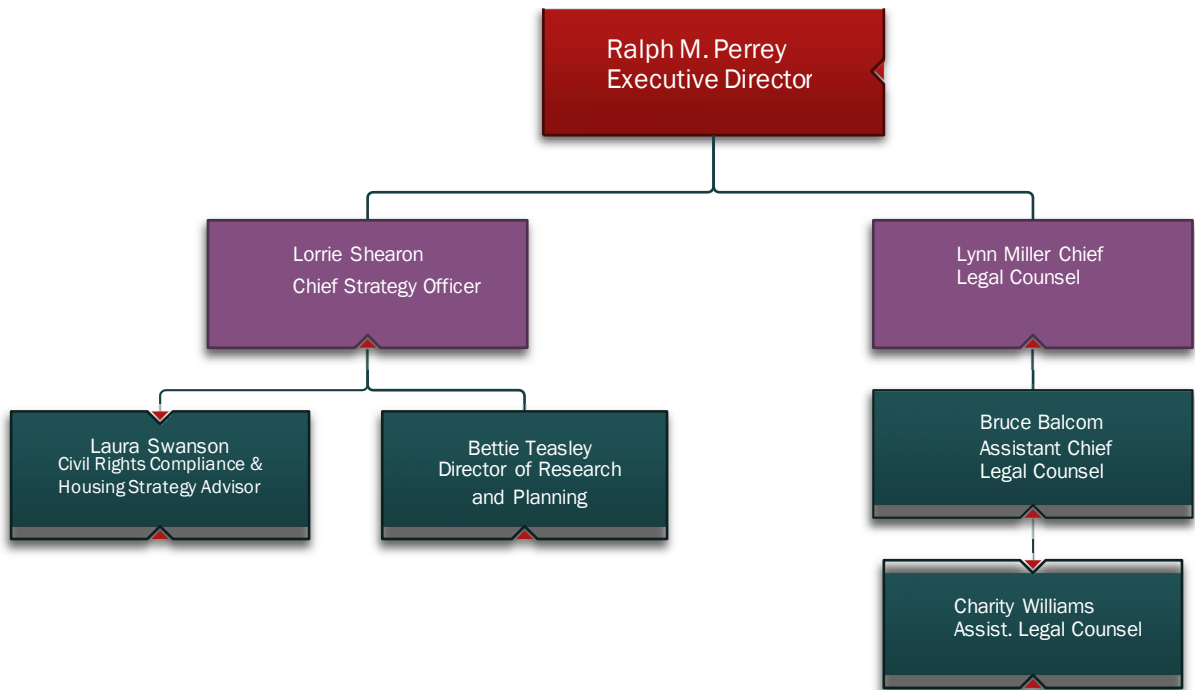 Ralph M. Perrey
Executive Director
Lorrie Shearon
Chief Strategy Officer
Lynn Miller Chief
Legal Counsel
Laura Swanson
Civil Rights Compliance &
Housing Strategy Advisor
Bettie Teasley
Director of Research
and Planning
Bruce Balcom
Assistant Chief
Legal Counsel
Charity Williams
Assist. Legal Counsel